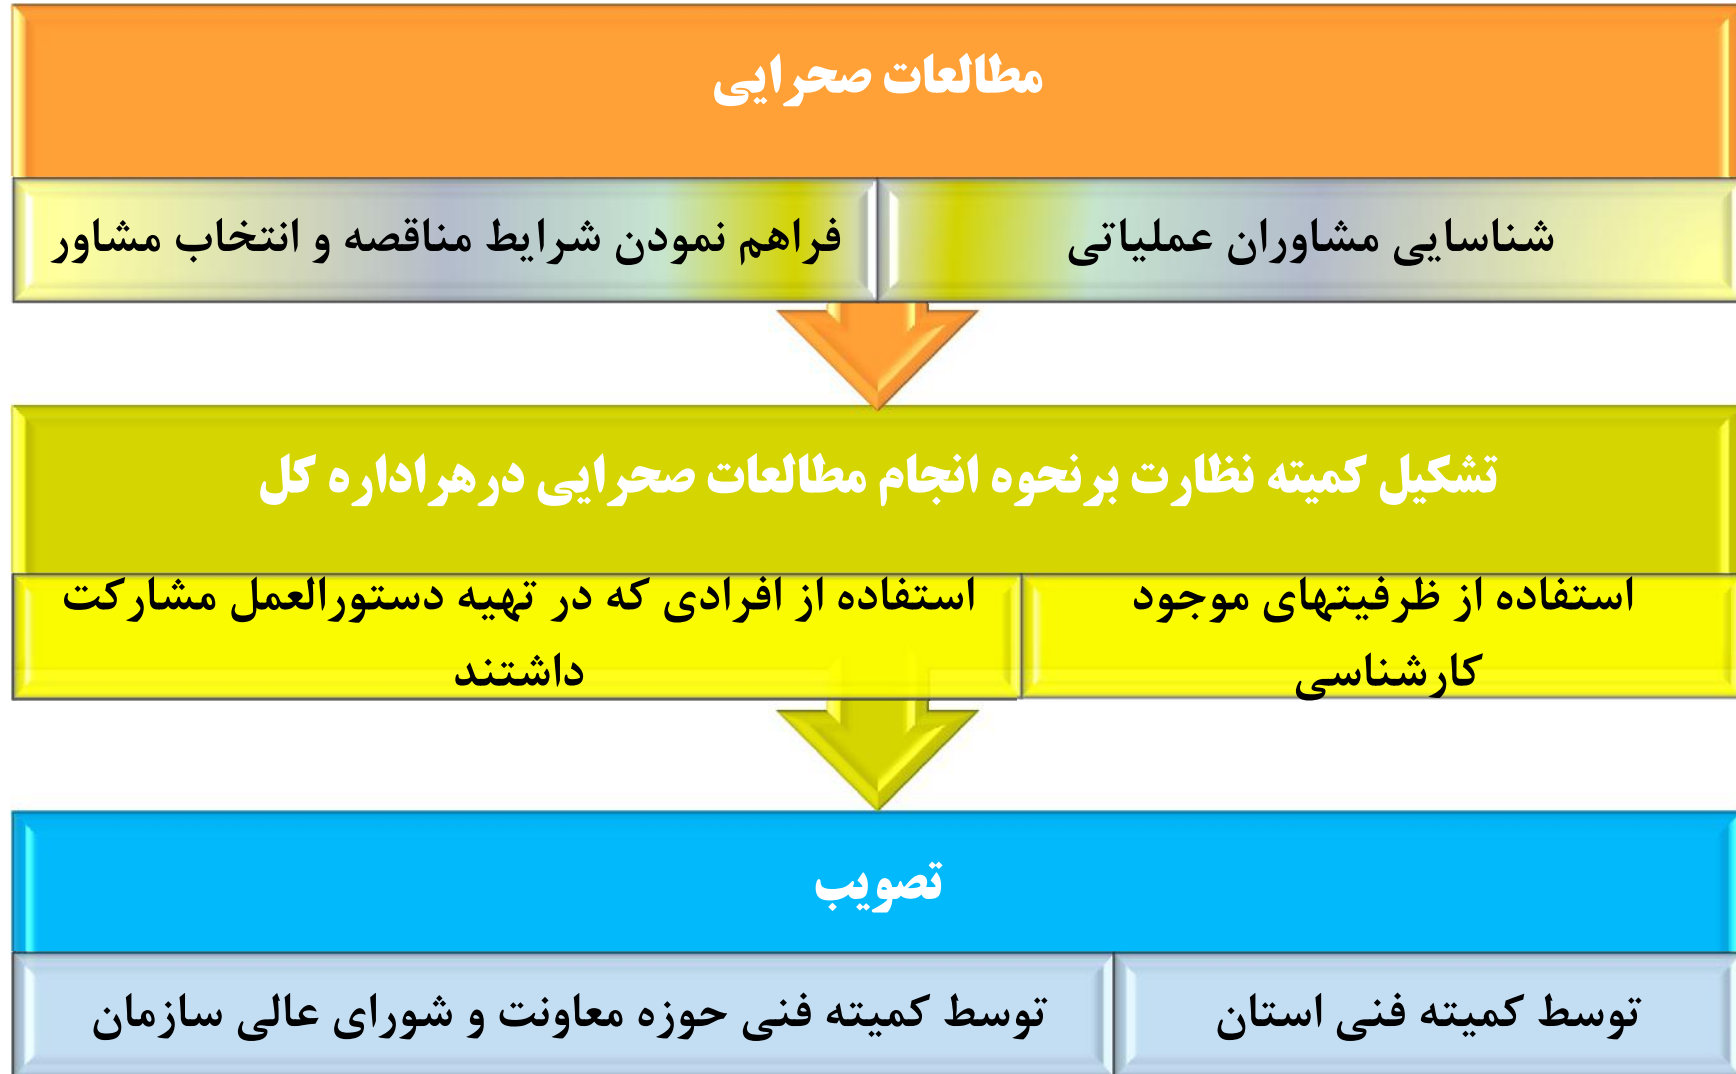 مطالعات صحرایی
شناسایی مشاوران عملیاتی
فراهم نمودن شرایط مناقصه و انتخاب مشاور
تشکیل کمیته نظارت برنحوه انجام مطالعات صحرایی درهراداره کل
استفاده از ظرفیتهای موجود
کارشناسی
استفاده از افرادی که در تهیه دستورالعمل مشارکت
داشتند
تصویب
توسط کمیته فنی استان
توسط کمیته فنی حوزه معاونت و شورای عالی سازمان